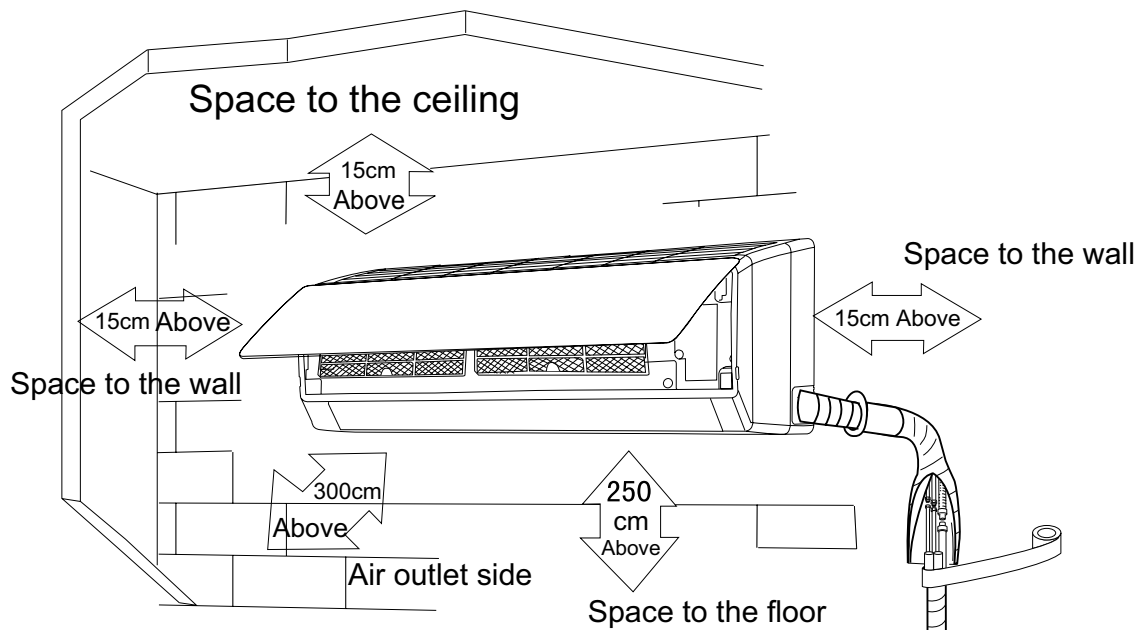 Space to the ceiling
15cm
Above
Space to the wall
15cm Above
15cm Above
Space to the wall
300cm
Above
Air outlet side
250
cm
Above
Space to the floor